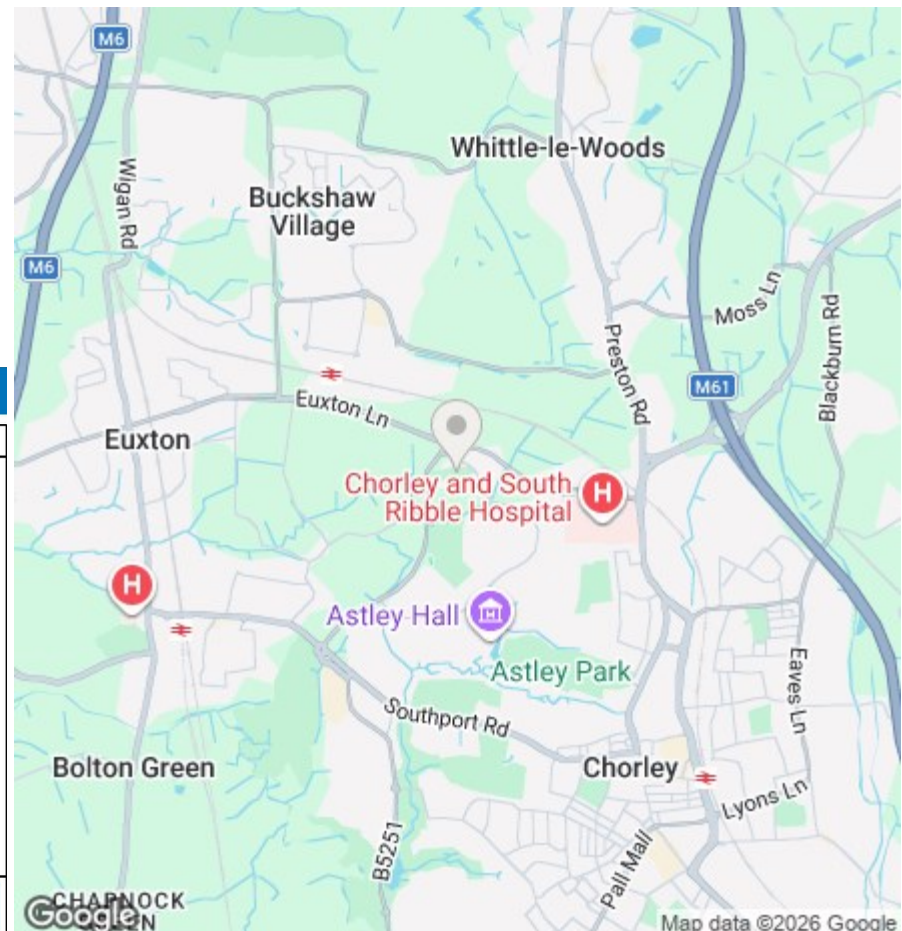 M6
Whittle-le-Woods
Buckshaw
Village
Wigan Rd
M6
Moss Ln
Preston Rd
Blackburn Rd
M61
Euxton Ln
Euxton
Chorley and South
Ribble Hospital
H
H
Astley Hall
Astley Park
Eaves Ln
Southport Rd
Bolton Green
Chorley
Lyons Ln
B5251
Pall Mall
CHARNOCK
GREEN
Google
Map data ©2026 Google